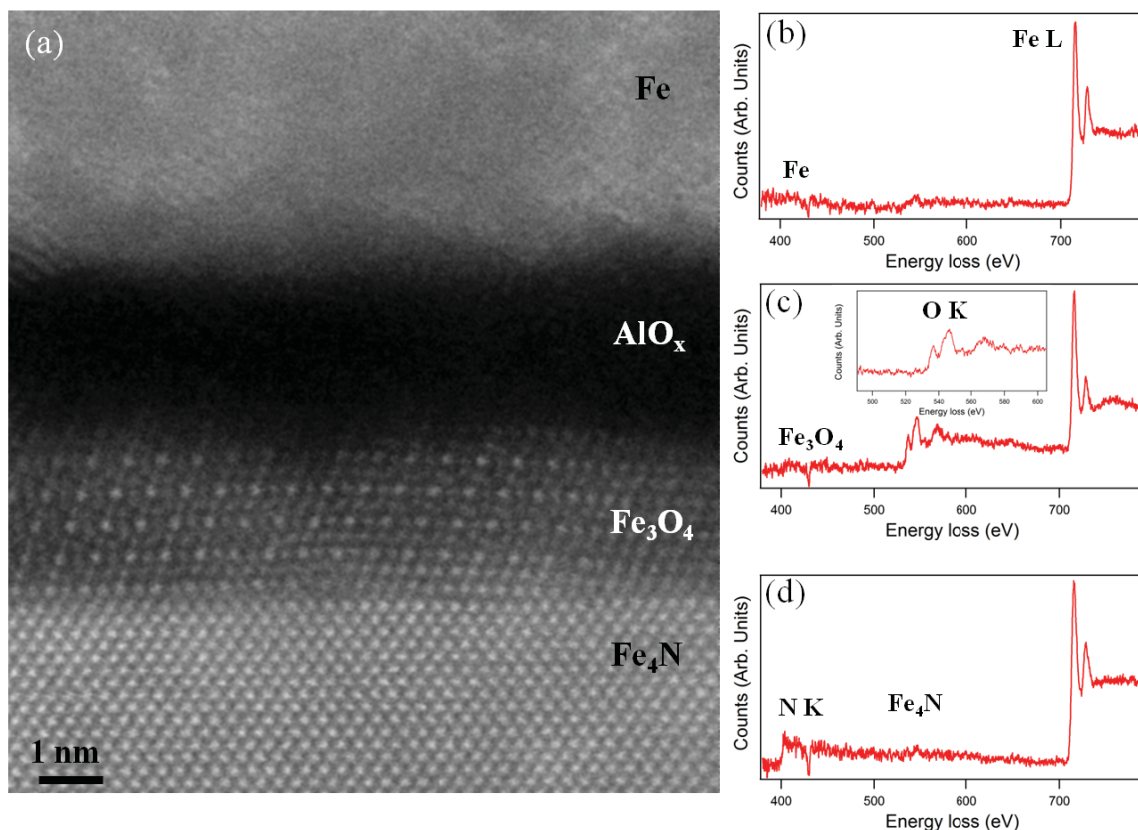 (a)
Fe
AlOx
Fe3O4
Fe4N
1 nm
(b)
Fe L
Fe
Counts (Arb. Units)
400 500 600 700
Energy loss (eV)
(c)
O K
Counts (Arb. Units)
500 520 540 560 580 600
Energy loss (eV)
Fe3O4
Counts (Arb. Units)
400 500 600 700
Energy loss (eV)
(d)
N K
Fe4N
Counts (Arb. Units)
400 500 600 700
Energy loss (eV)